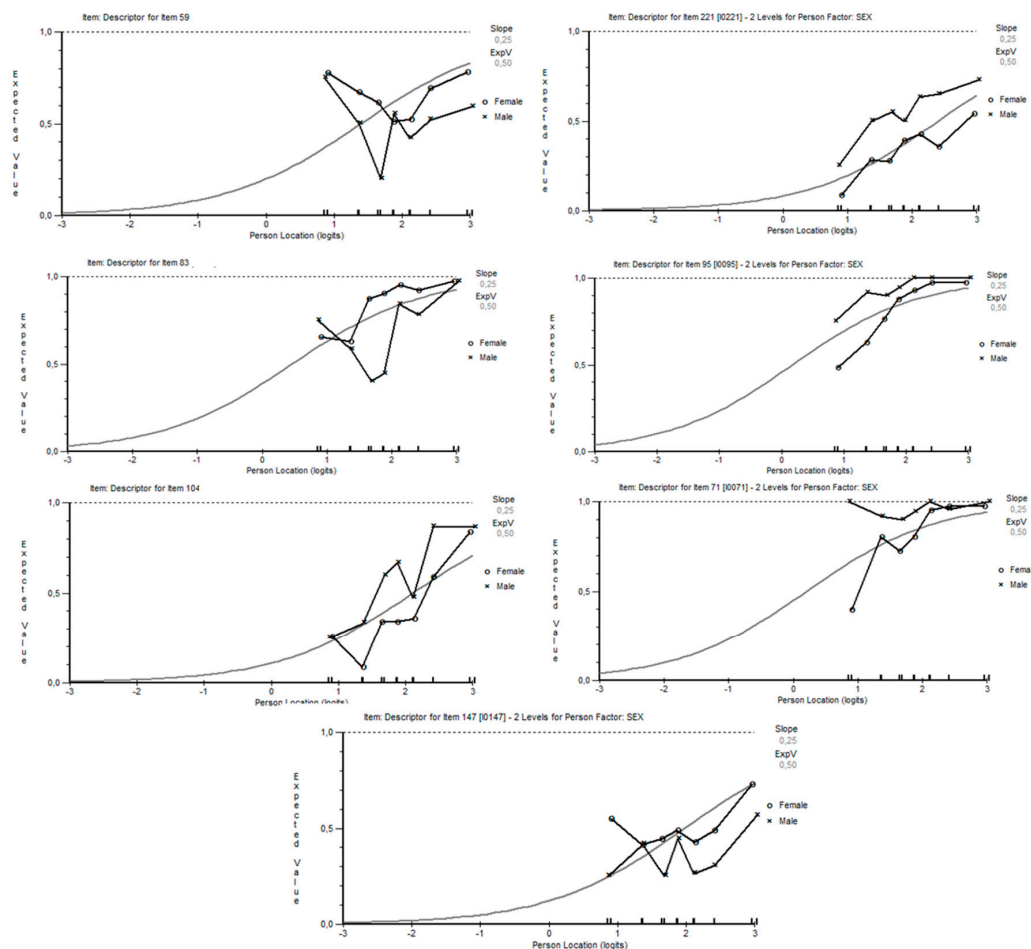 Item: Descriptor for Item 59
Slope
0,25
ExpV
0,50
1,0
0,5
0,0
Expected Value
Female
Male
-3 -2 -1 0 1 2 3
Person Location (logits)
Item: Descriptor for Item 221 [I0221] - 2 Levels for Person Factor: SEX
Slope
0,25
ExpV
0,50
1,0
0,5
0,0
Expected Value
Female
Male
-3 -2 -1 0 1 2 3
Person Location (logits)
Item: Descriptor for Item 83
Slope
0,25
ExpV
0,50
1,0
0,5
0,0
Expected Value
Female
Male
-3 -2 -1 0 1 2 3
Person Location (logits)
Item: Descriptor for Item 95 [I0095] - 2 Levels for Person Factor: SEX
Slope
0,25
ExpV
0,50
1,0
0,5
0,0
Expected Value
Female
Male
-3 -2 -1 0 1 2 3
Person Location (logits)
Item: Descriptor for Item 104
Slope
0,25
ExpV
0,50
1,0
0,5
0,0
Expected Value
Female
Male
-3 -2 -1 0 1 2 3
Person Location (logits)
Item: Descriptor for Item 71 [I0071] - 2 Levels for Person Factor: SEX
Slope
0,25
ExpV
0,50
1,0
0,5
0,0
Expected Value
Fema
Male
-3 -2 -1 0 1 2 3
Person Location (logits)
Item: Descriptor for Item 147 [I0147] - 2 Levels for Person Factor: SEX
Slope
0,25
ExpV
0,50
1,0
0,5
0,0
Expected Value
Female
Male
-3 -2 -1 0 1 2 3
Person Location (logits)